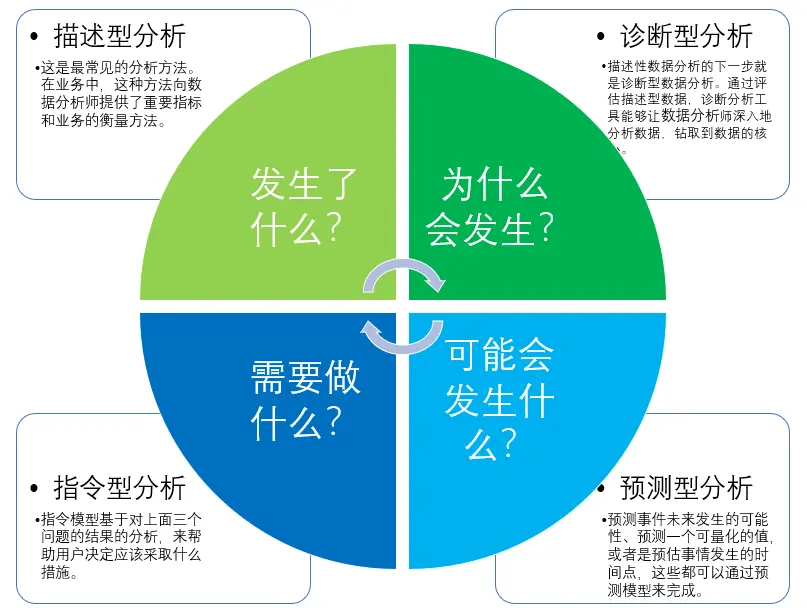 • 描述型分析
•这是最常见的分析方法。
在业务中，这种方法向数
据分析师提供了重要指标
和业务的衡量方法。
• 诊断型分析
•描述性数据分析的下一步就
是诊断型数据分析。通过评
估描述型数据，诊断分析工
具能够让数据分析师深入地
分析数据，钻取到数据的核
。
发生了
什么？
为什么
会发生？
需要做
什么？
可能会
发生什
么？
• 指令型分析
•指令模型基于对上面三个
问题的结果的分析，来帮
助用户决定应该采取什么
措施。
• 预测型分析
•预测事件未来发生的可能
性、预测一个可量化的值，
或者是预估事情发生的时
间点，这些都可以通过预
测模型来完成。